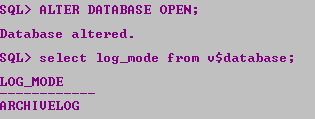 SQL> ALTER DATABASE OPEN;
Database altered.
SQL> select log_mode from v$database;
LOG_MODE
------------
ARCHIVELOG